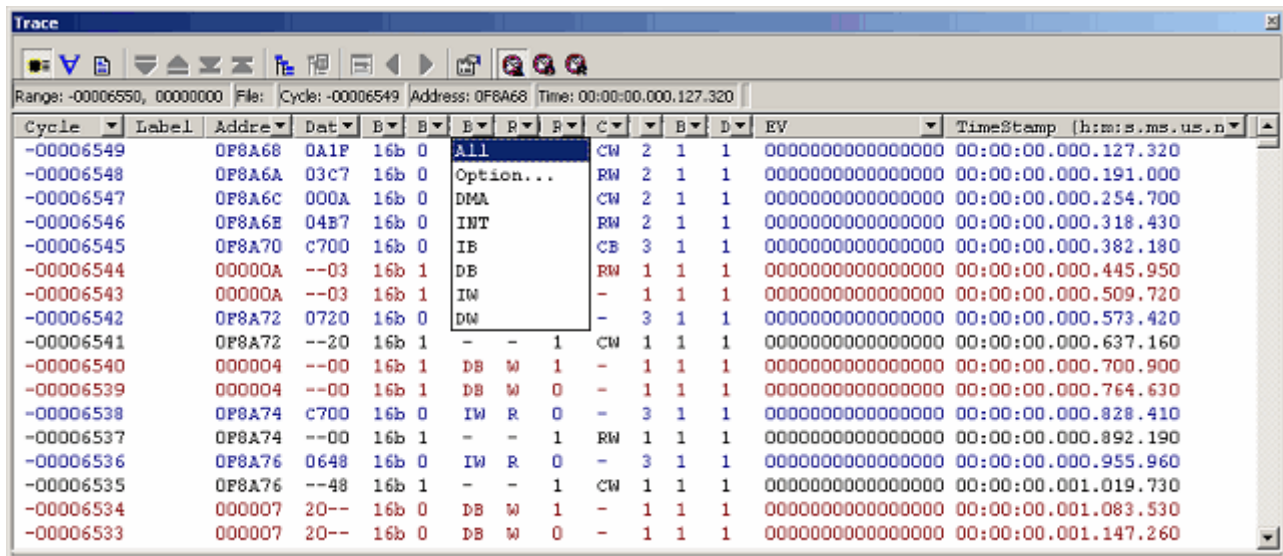 Trace
Range: -00006550, 00000000 File: Cycle: -00006549 Address: 0F8A68 Time: 00:00:00.000.127.320
Cycle Label Addre Dat B B B R R C B D EV TimeStamp (h:m:s.ms.us.n
-00006549 0F8A68 0A1F 16b 0 All CW 2 1 1 0000000000000000 00:00:00.000.127.320
-00006548 0F8A6A 03C7 16b 0 Option... RW 2 1 1 0000000000000000 00:00:00.000.191.000
-00006547 0F8A6C 000A 16b 0 DMA CW 2 1 1 0000000000000000 00:00:00.000.254.700
-00006546 0F8A6E 04B7 16b 0 INT RW 2 1 1 0000000000000000 00:00:00.000.318.430
-00006545 0F8A70 C700 16b 0 IB CB 3 1 1 0000000000000000 00:00:00.000.382.180
-00006544 00000A --03 16b 1 DB RW 1 1 1 0000000000000000 00:00:00.000.445.950
-00006543 00000A --03 16b 1 IW - 1 1 1 0000000000000000 00:00:00.000.509.720
-00006542 0F8A72 0720 16b 0 DW - 3 1 1 0000000000000000 00:00:00.000.573.420
-00006541 0F8A72 --20 16b 1 - - 1 CW 1 1 1 0000000000000000 00:00:00.000.637.160
-00006540 000004 --00 16b 1 DB W 1 - 1 1 1 0000000000000000 00:00:00.000.700.900
-00006539 000004 --00 16b 1 DB W 0 - 1 1 1 0000000000000000 00:00:00.000.764.630
-00006538 0F8A74 C700 16b 0 IW R 0 - 3 1 1 0000000000000000 00:00:00.000.828.410
-00006537 0F8A74 --00 16b 1 - - 1 RW 1 1 1 0000000000000000 00:00:00.000.892.190
-00006536 0F8A76 0648 16b 0 IW R 0 - 3 1 1 0000000000000000 00:00:00.000.955.960
-00006535 0F8A76 --48 16b 1 - - 1 CW 1 1 1 0000000000000000 00:00:00.001.019.730
-00006534 000007 20-- 16b 0 DB W 1 - 1 1 1 0000000000000000 00:00:00.001.083.530
-00006533 000007 20-- 16b 0 DB W 0 - 1 1 1 0000000000000000 00:00:00.001.147.260